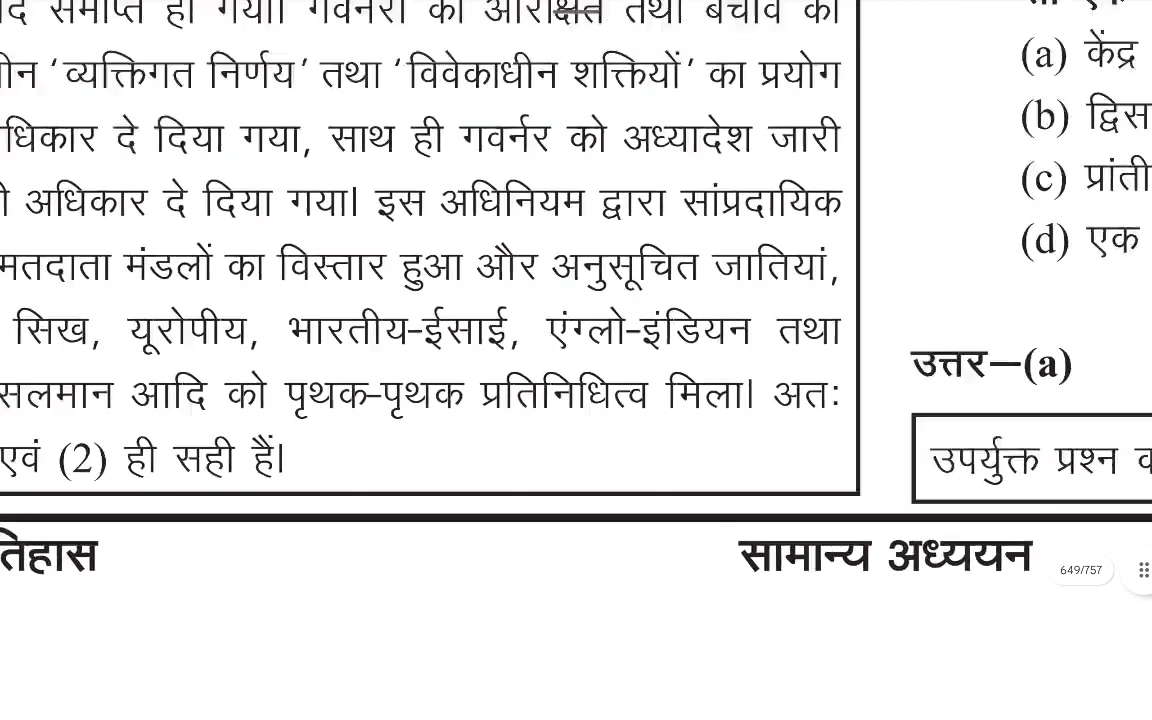 समाप्त हो गया। गवर्नरों को आरक्षित तथा बचाव की
'व्यक्तिगत निर्णय' तथा 'विवेकाधीन शक्तियों' का प्रयोग
दे दिया गया, साथ ही गवर्नर को अध्यादेश जारी
अधिकार दे दिया गया। इस अधिनियम द्वारा सांप्रदायिक
मतदाता मंडलों का विस्तार हुआ और अनुसूचित जातियां,
सिख, यूरोपीय, भारतीय-ईसाई, एंग्लो-इंडियन तथा
आदि को पृथक-पृथक प्रतिनिधित्व मिला। अतः
एवं (2) ही सही हैं।
(a) केंद्र
(b) द्विस
(c) प्रांती
(d) एक
उत्तर—(a)
उपर्युक्त प्रश्न
तिहास
सामान्य अध्ययन
649/757